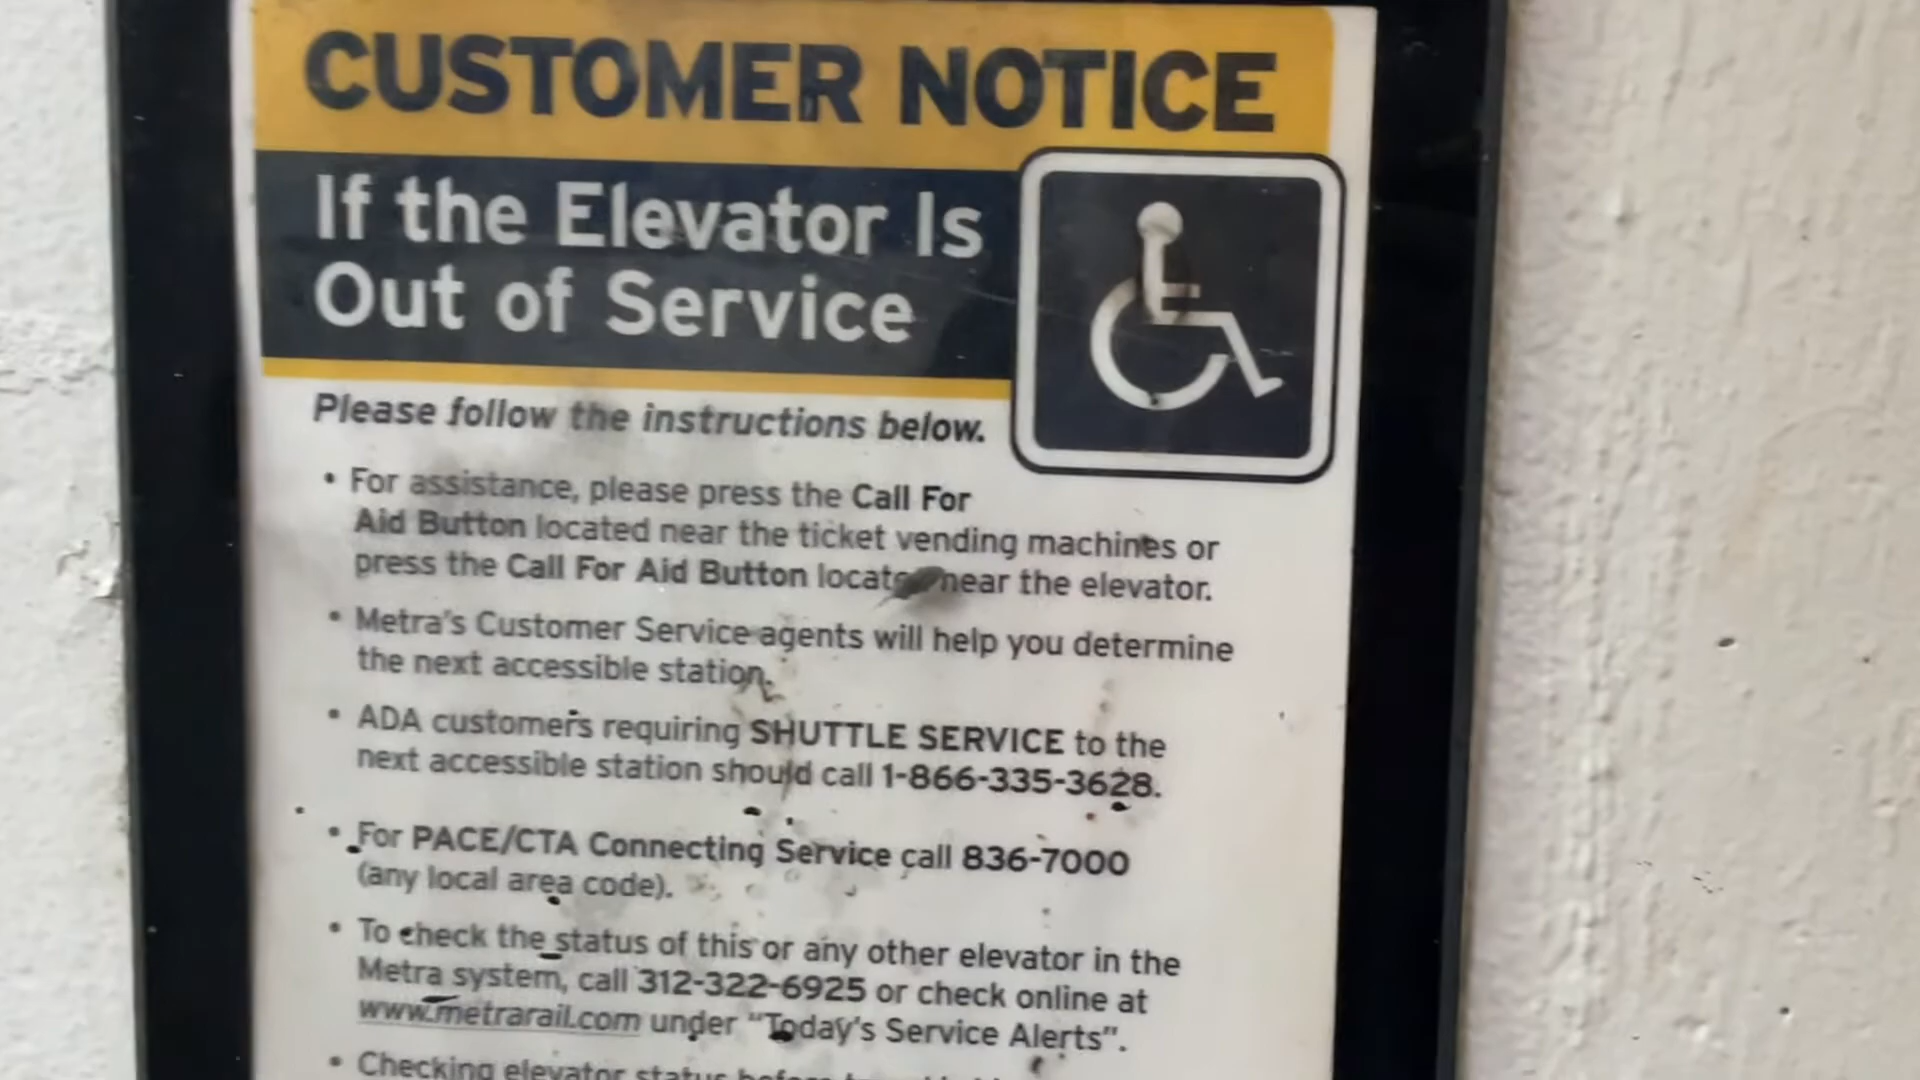 CUSTOMER NOTICE
If the Elevator Is
Out of Service
Please follow the instructions below.
• For assistance, please press the Call For
Aid Button located near the ticket vending machines or
press the Call For Aid Button located near the elevator.
• Metra's Customer Service agents will help you determine
the next accessible station.
• ADA customers requiring SHUTTLE SERVICE to the
next accessible station should call 1-866-335-3628.
• For PACE/CTA Connecting Service call 836-7000
(any local area code).
• To check the status of this or any other elevator in the
Metra system, call 312-322-6925 or check online at
www.metrarail.com under "Today's Service Alerts".
• Checking elevator status before